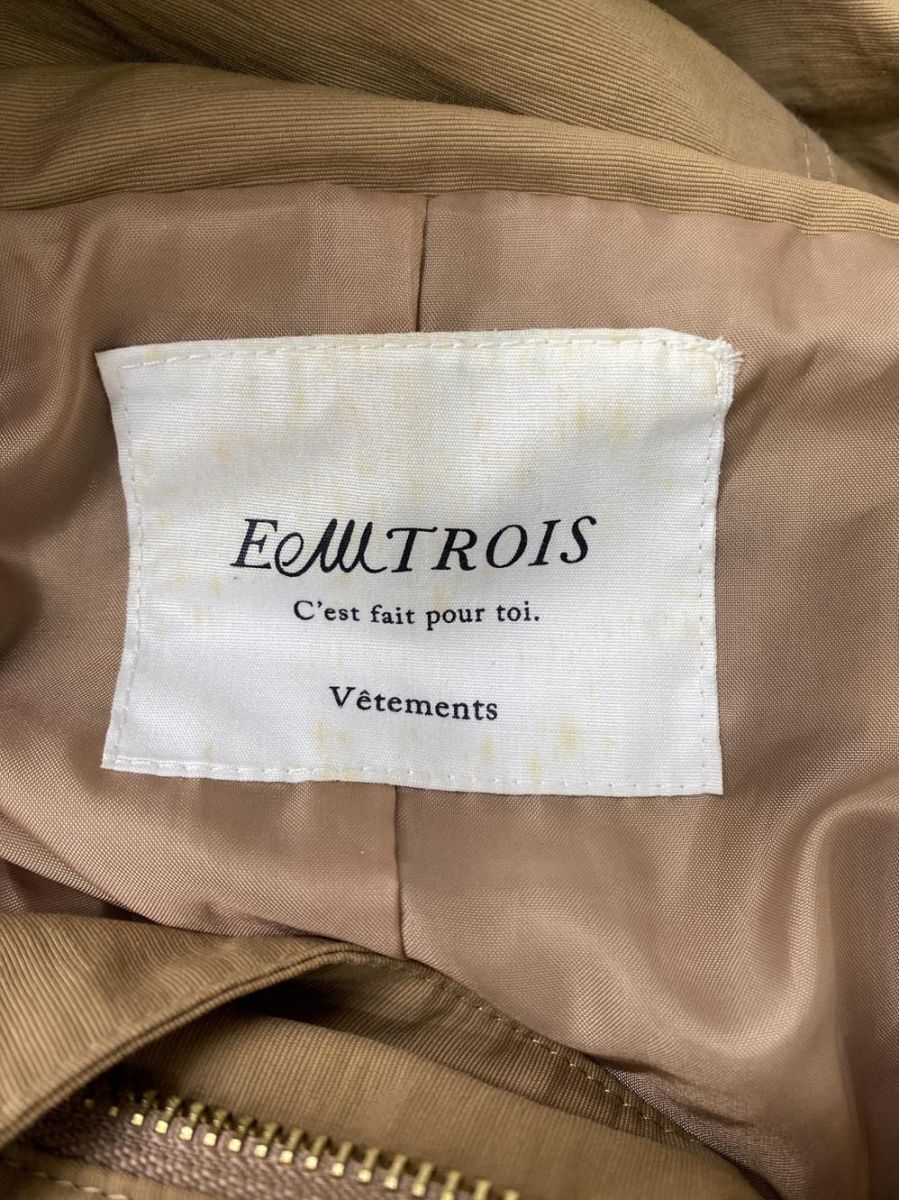 EMTROIS
C'est fait pour toi.
Vêtements